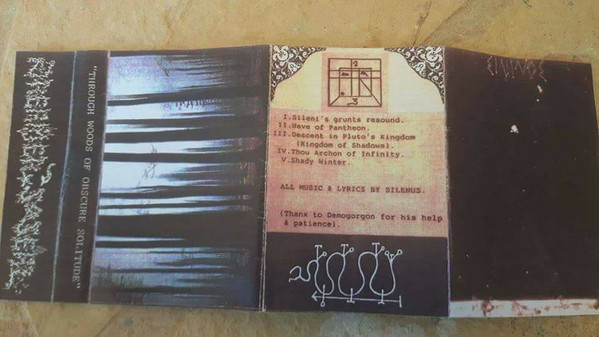 "THROUGH WOODS OF OBSCURE SOLITUDE"
2
3
I.Sileni's grunts resound.
II.Wave of Pantheon.
III.Descent in Pluto's Kingdom
(Kingdom of Shadows).
IV.Thou Archon of Infinity.
V.Shady Winter.
ALL MUSIC & LYRICS BY SILENUS.
(Thanx to Demogorgon for his help
& patience).